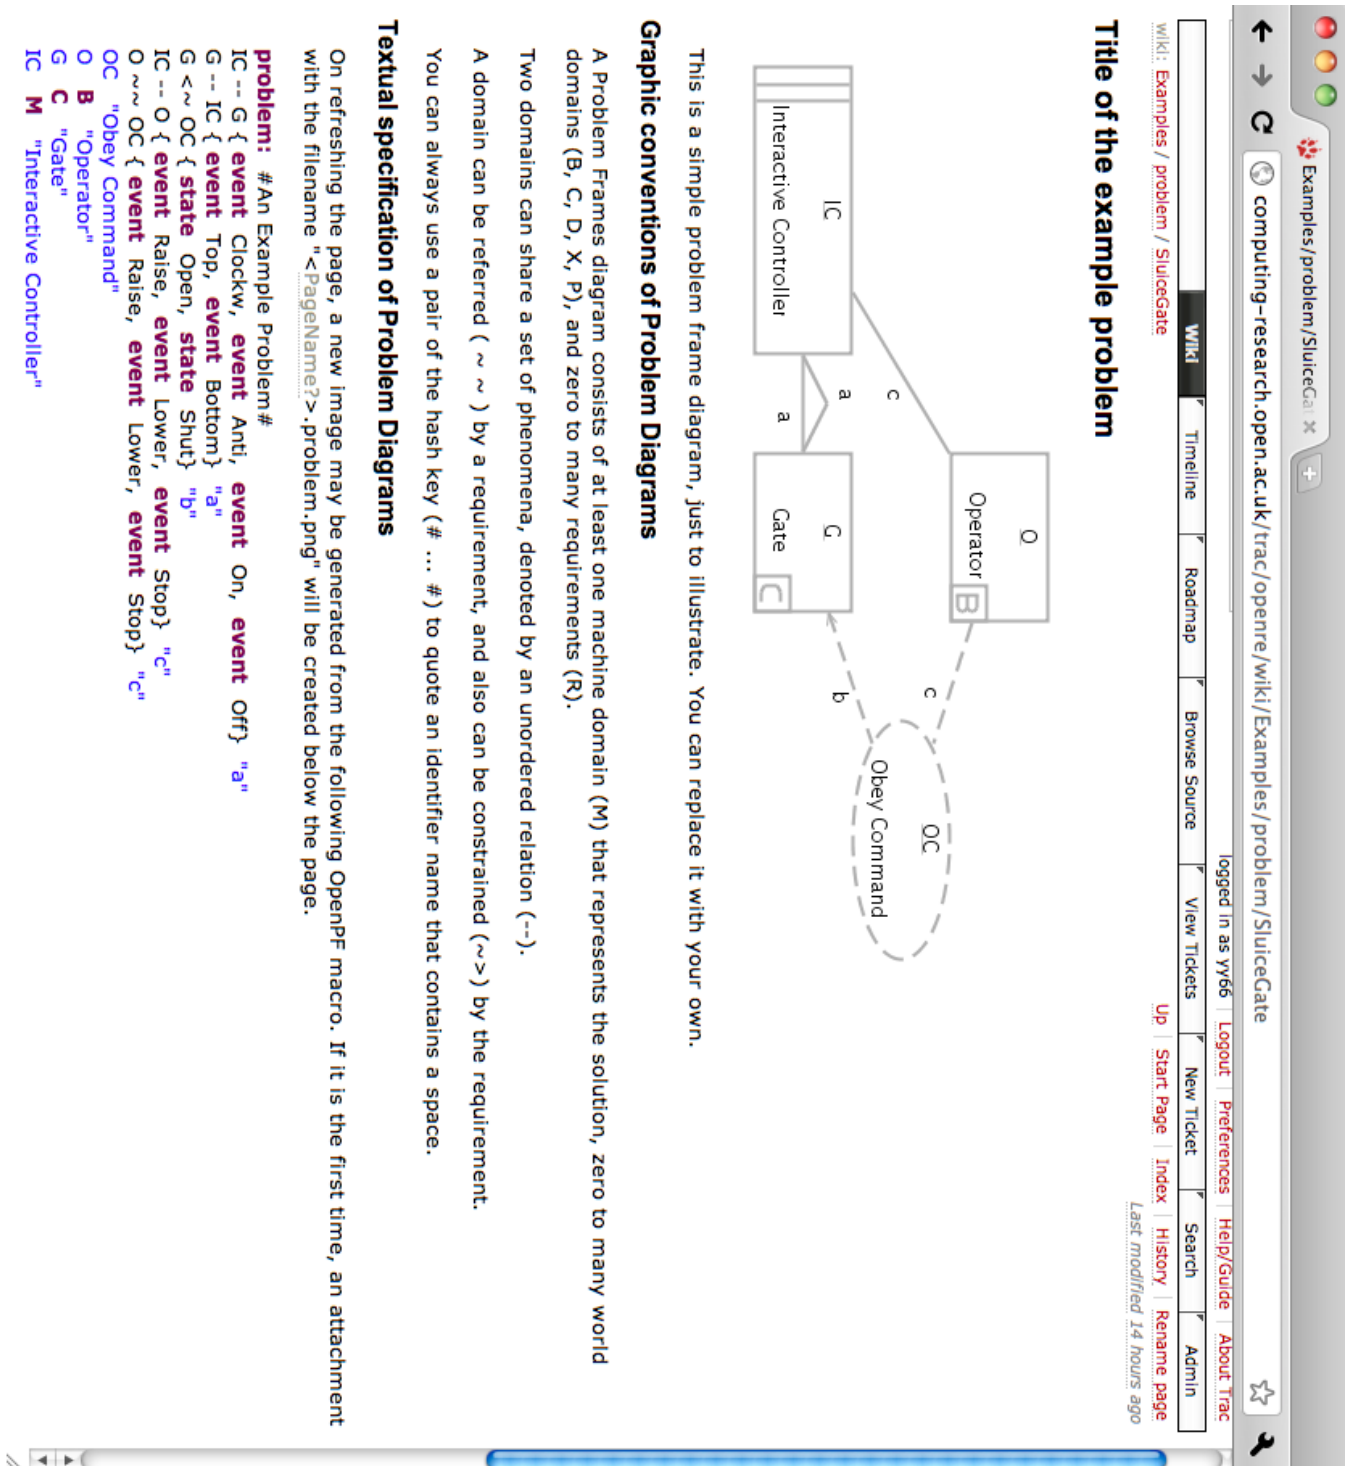 Examples/problem/SluiceGat
computing-research.open.ac.uk/trac/openre/wiki/Examples/problem/SluiceGate
logged in as yy66 | Logout | Preferences | Help/Guide | About Trac
Wiki | Timeline | Roadmap | Browse Source | View Tickets | New Ticket | Search | Admin
wiki: Examples / problem / SluiceGate
Up | Start Page | Index | History | Rename page
Last modified 14 hours ago
Title of the example problem
O
Operator
B
c
c
OC
Obey Command
IC
Interactive Controller
a
a
G
Gate
C
b
This is a simple problem frame diagram, just to illustrate. You can replace it with your own.
Graphic conventions of Problem Diagrams
A Problem Frames diagram consists of at least one machine domain (M) that represents the solution, zero to many world
domains (B, C, D, X, P), and zero to many requirements (R).
Two domains can share a set of phenomena, denoted by an unordered relation (--).
A domain can be referred ( ~ ~ ) by a requirement, and also can be constrained (~>) by the requirement.
You can always use a pair of the hash key (# ... #) to quote an identifier name that contains a space.
Textual specification of Problem Diagrams
On refreshing the page, a new image may be generated from the following OpenPF macro. If it is the first time, an attachment
with the filename "<PageName?>.problem.png" will be created below the page.
problem: #An Example Problem#
IC -- G { event Clockw, event Anti, event On, event Off} "a"
G -- IC { event Top, event Bottom} "a"
G <~ OC { state Open, state Shut} "b"
IC -- O { event Raise, event Lower, event Stop} "c"
O ~~ OC { event Raise, event Lower, event Stop} "c"
OC "Obey Command"
O B "Operator"
G C "Gate"
IC M "Interactive Controller"